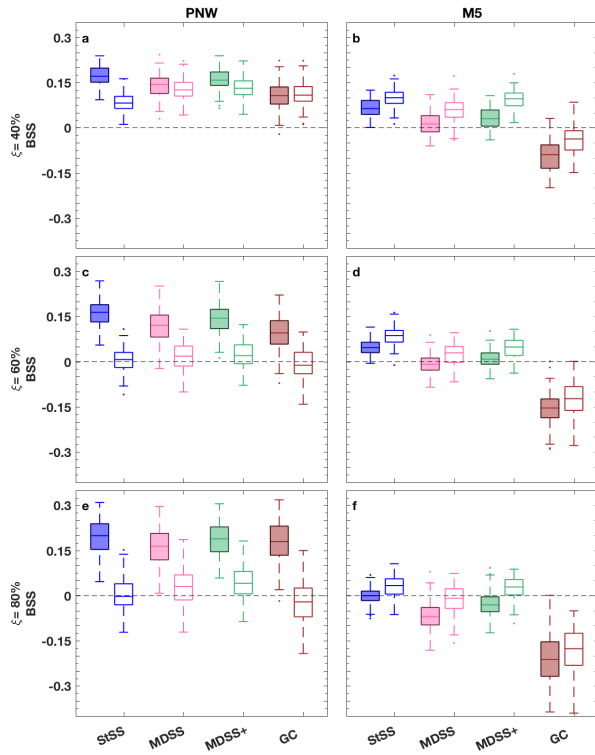 PNW M5
a b
0.3
0.15
0
-0.15
-0.3
ξ= 40%
BSS
c d
0.3
0.15
0
-0.15
-0.3
ξ= 60%
BSS
e f
0.3
0.15
0
-0.15
-0.3
ξ=80%
BSS
StSS MDSS MDSS+ GC StSS MDSS MDSS+ GC